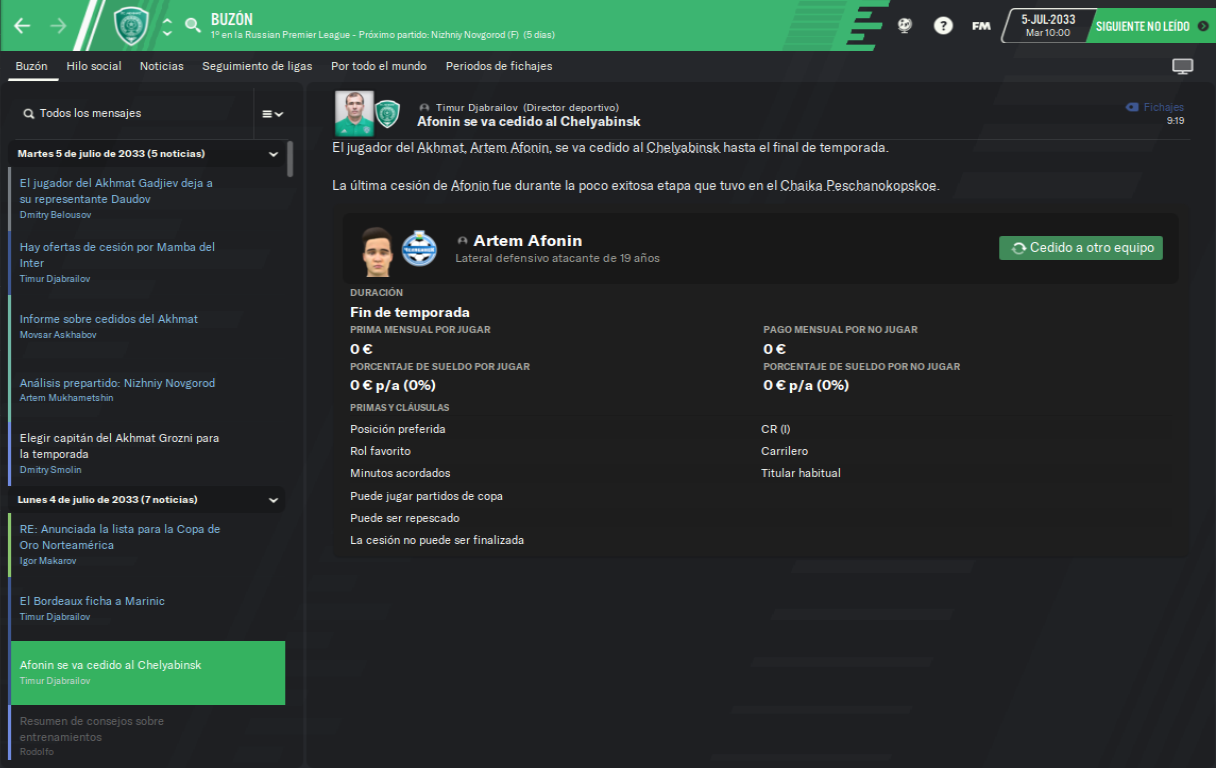 BUZÓN
1º en la Russian Premier League - Próximo partido: Nizhniy Novgorod (F) (5 días)
?
FM
5-JUL-2033
Mar 10:00
SIGUIENTE NO LEÍDO
Buzón
Hilo social
Noticias
Seguimiento de ligas
Por todo el mundo
Periodos de fichajes
Todos los mensajes
Martes 5 de julio de 2033 (5 noticias)
El jugador del Akhmat Gadjiev deja a
su representante Daudov
Dmitry Belousov
Hay ofertas de cesión por Mamba del
Inter
Timur Djabrailov
Informe sobre cedidos del Akhmat
Movsar Askhabov
Análisis prepartido: Nizhniy Novgorod
Artem Mukhametshin
Elegir capitán del Akhmat Grozni para
la temporada
Dmitry Smolin
Lunes 4 de julio de 2033 (7 noticias)
RE: Anunciada la lista para la Copa de
Oro Norteamérica
Igor Makarov
El Bordeaux ficha a Marinic
Timur Djabrailov
Afonin se va cedido al Chelyabinsk
Timur Djabrailov
Resumen de consejos sobre
entrenamientos
Rodolfo
Timur Djabrailov (Director deportivo)
Afonin se va cedido al Chelyabinsk
Fichajes
9:19
El jugador del Akhmat, Artem Afonin, se va cedido al Chelyabinsk hasta el final de temporada.
La última cesión de Afonin fue durante la poco exitosa etapa que tuvo en el Chaika Peschanokopskoe.
Artem Afonin
Lateral defensivo atacante de 19 años
Cedido a otro equipo
DURACIÓN
Fin de temporada
PRIMA MENSUAL POR JUGAR
PAGO MENSUAL POR NO JUGAR
0 €
0 €
PORCENTAJE DE SUELDO POR JUGAR
PORCENTAJE DE SUELDO POR NO JUGAR
0 € p/a (0%)
0 € p/a (0%)
PRIMAS Y CLÁUSULAS
Posición preferida
CR (I)
Rol favorito
Carrilero
Minutos acordados
Titular habitual
Puede jugar partidos de copa
Puede ser repescado
La cesión no puede ser finalizada